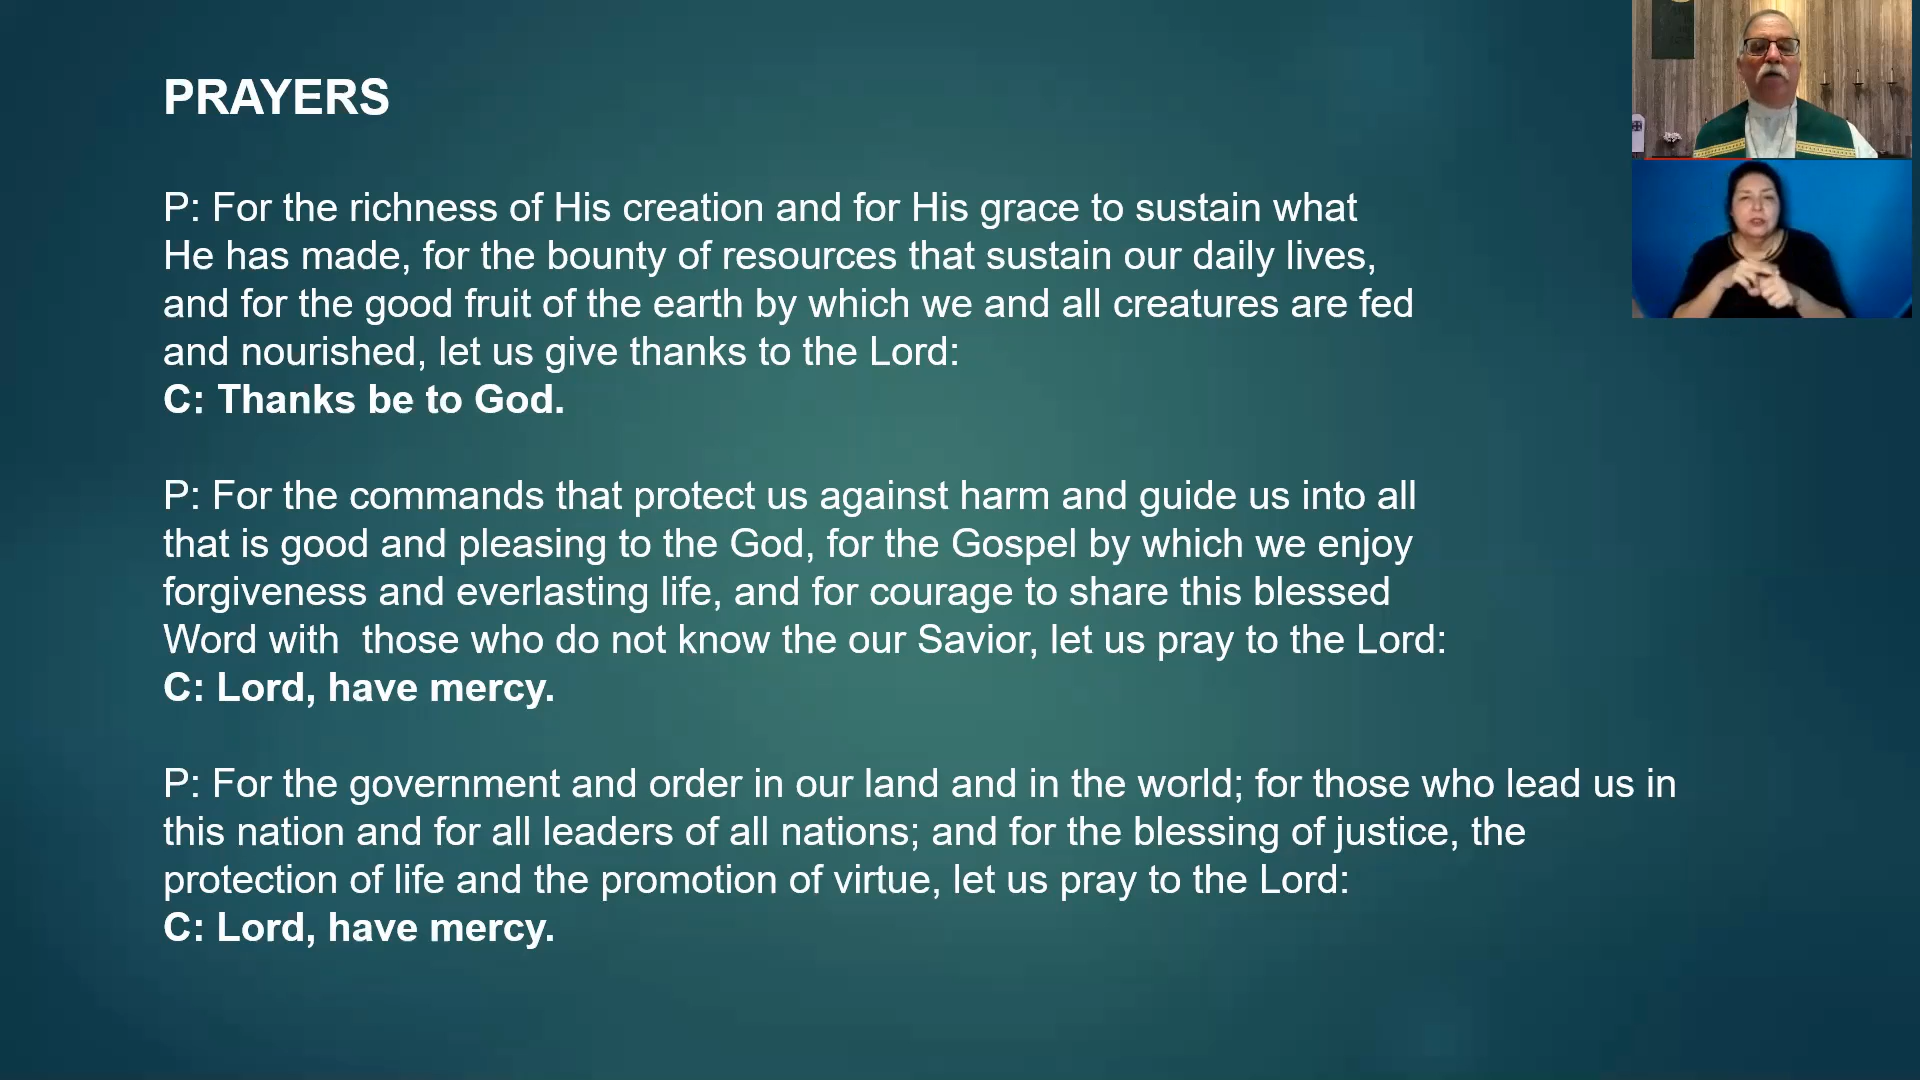 PRAYERS
P: For the richness of His creation and for His grace to sustain what
He has made, for the bounty of resources that sustain our daily lives,
and for the good fruit of the earth by which we and all creatures are fed
and nourished, let us give thanks to the Lord:
C: Thanks be to God.
P: For the commands that protect us against harm and guide us into all
that is good and pleasing to the God, for the Gospel by which we enjoy
forgiveness and everlasting life, and for courage to share this blessed
Word with  those who do not know the our Savior, let us pray to the Lord:
C: Lord, have mercy.
P: For the government and order in our land and in the world; for those who lead us in
this nation and for all leaders of all nations; and for the blessing of justice, the
protection of life and the promotion of virtue, let us pray to the Lord:
C: Lord, have mercy.